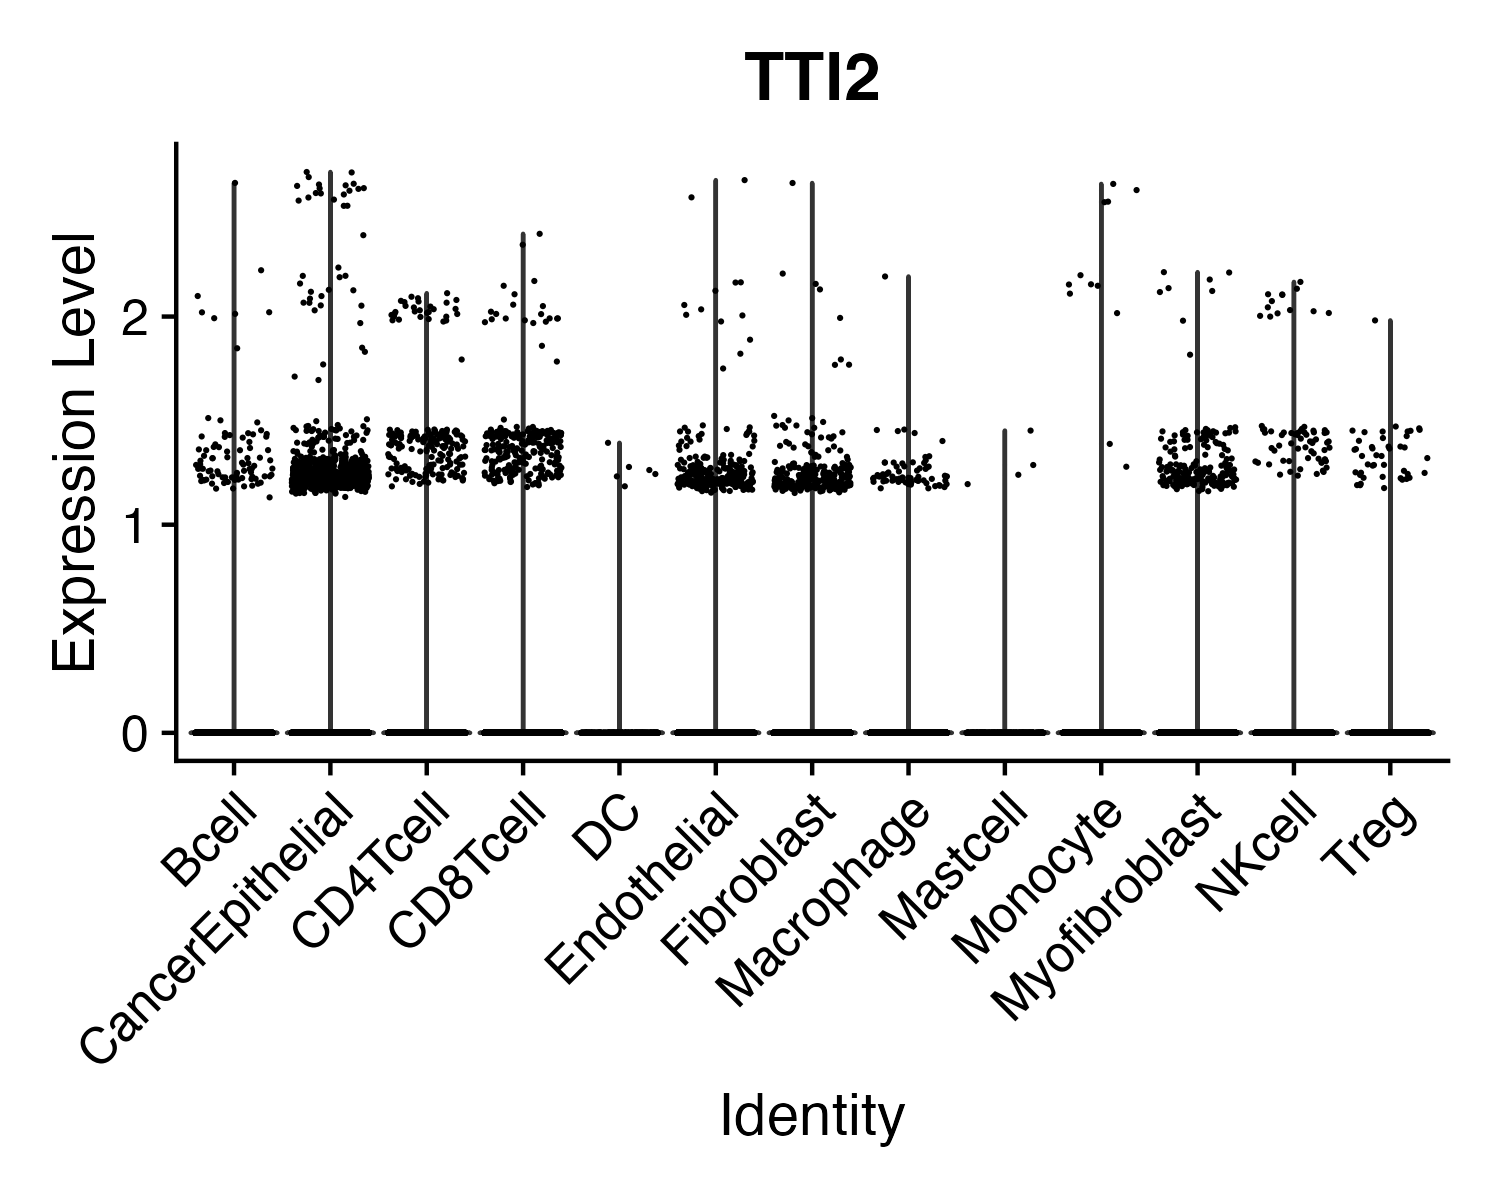 TTI2
Expression Level
2
1
0
Bcell
CancerEpithelial
CD4Tcell
CD8Tcell
DC
Endothelial
Fibroblast
Macrophage
Mastcell
Monocyte
Myofibroblast
NKcell
Treg
Identity